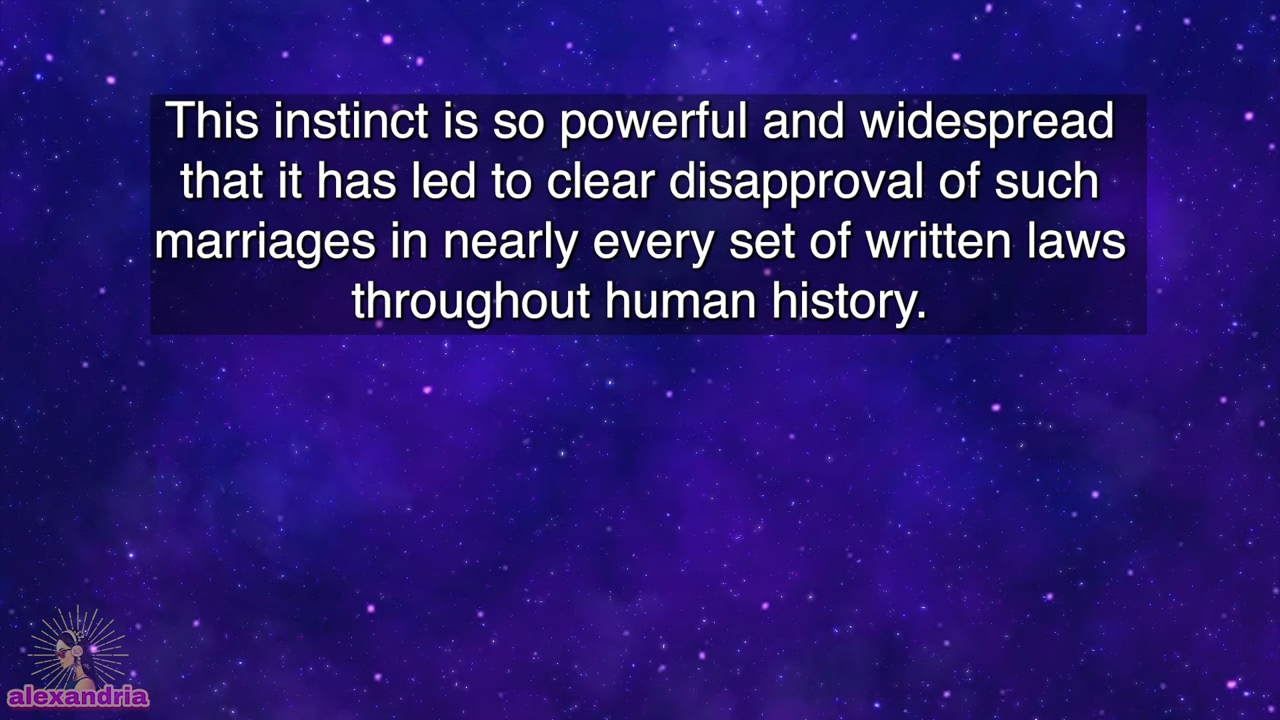 This instinct is so powerful and widespread
that it has led to clear disapproval of such
marriages in nearly every set of written laws
throughout human history.
alexandria